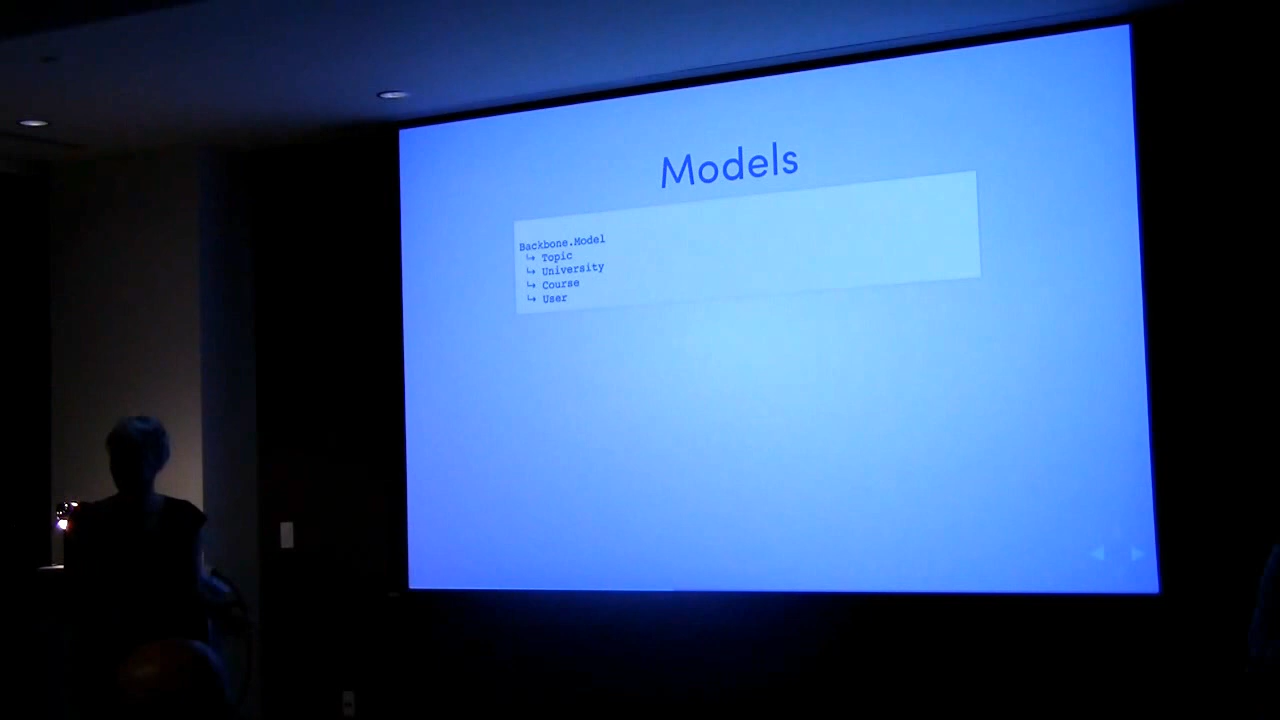 Models
Backbone.Model
↳ Topic
↳ University
↳ Course
↳ User